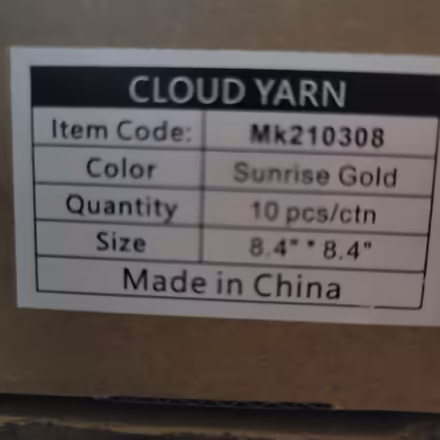 CLOUD YARN
Item Code: Mk210308
Color Sunrise Gold
Quantity 10 pcs/ctn
Size 8.4" * 8.4"
Made in China